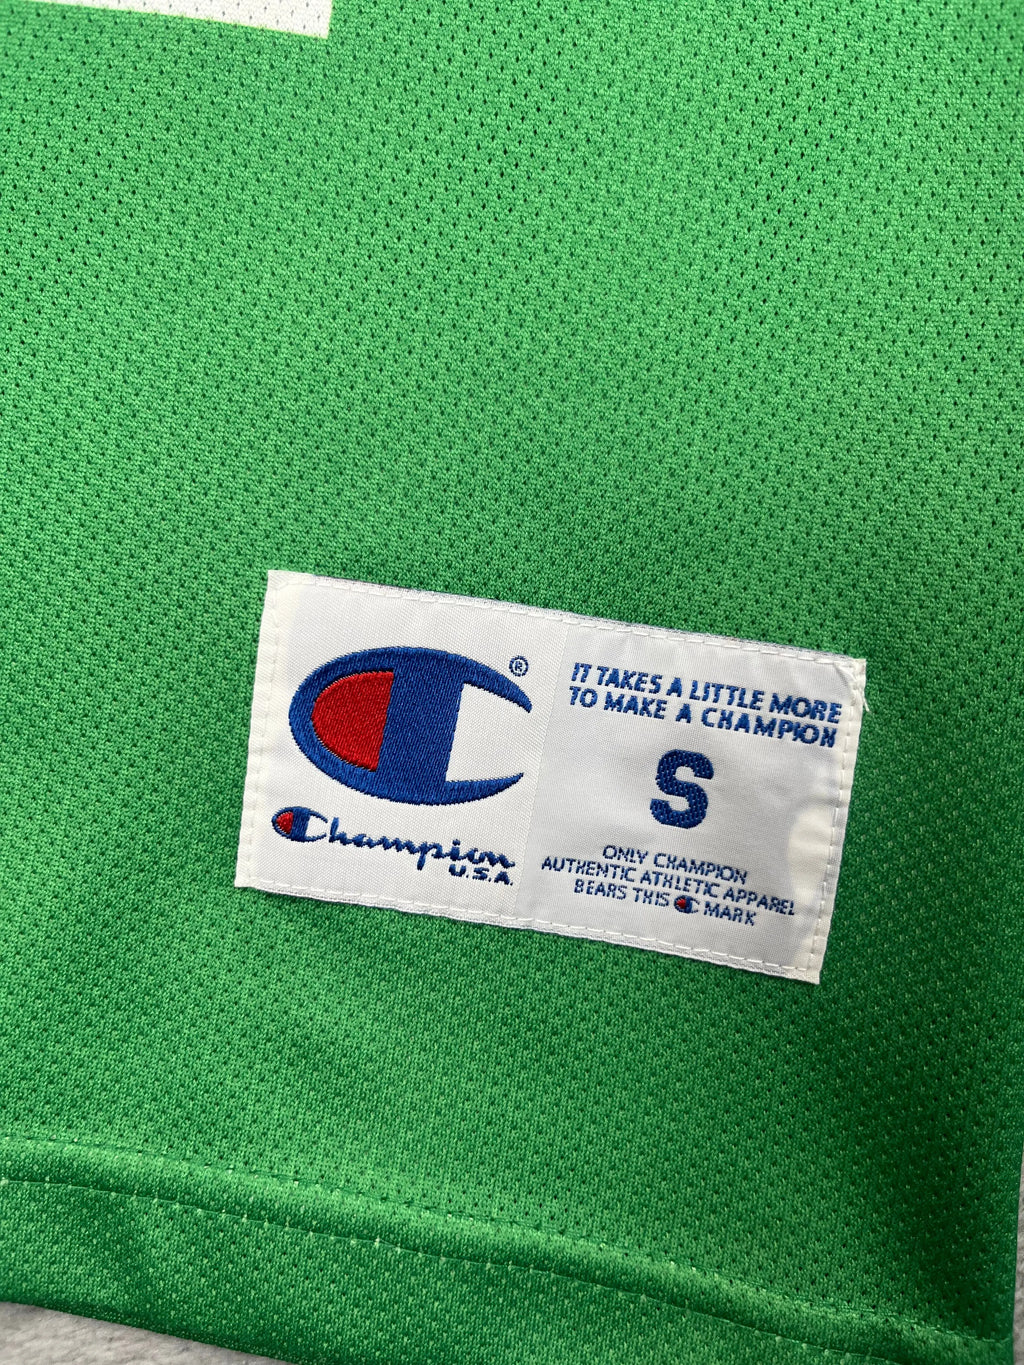 ®
Champion
U.S.A.
IT TAKES A LITTLE MORE
TO MAKE A CHAMPION
S
ONLY CHAMPION
AUTHENTIC ATHLETIC APPAREL
BEARS THIS C MARK